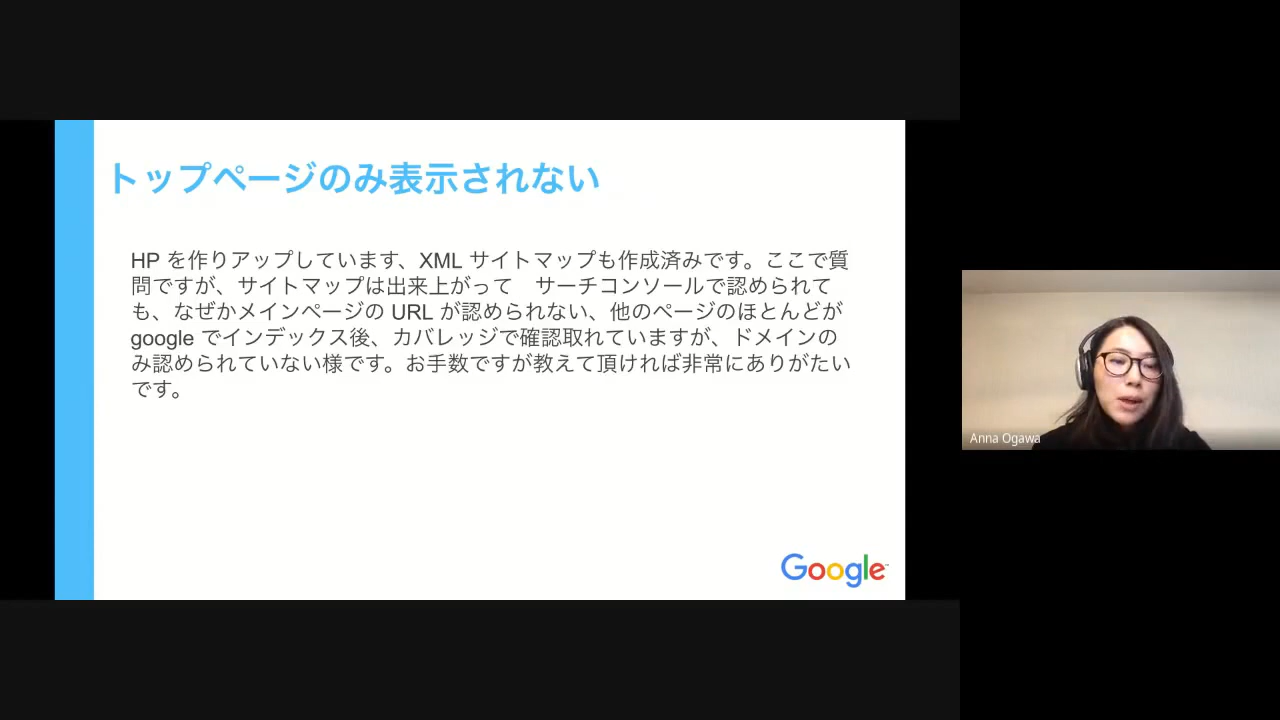 トップページのみ表示されない
HP を作りアップしています、XML サイトマップも作成済みです。ここで質
問ですが、サイトマップは出来上がって　サーチコンソールで認められて
も、なぜかメインページの URL が認められない、他のページのほとんどが
google でインデックス後、カバレッジで確認取れていますが、ドメインの
み認められていない様です。お手数ですが教えて頂ければ非常にありがたい
です。
Google
Anna Ogawa